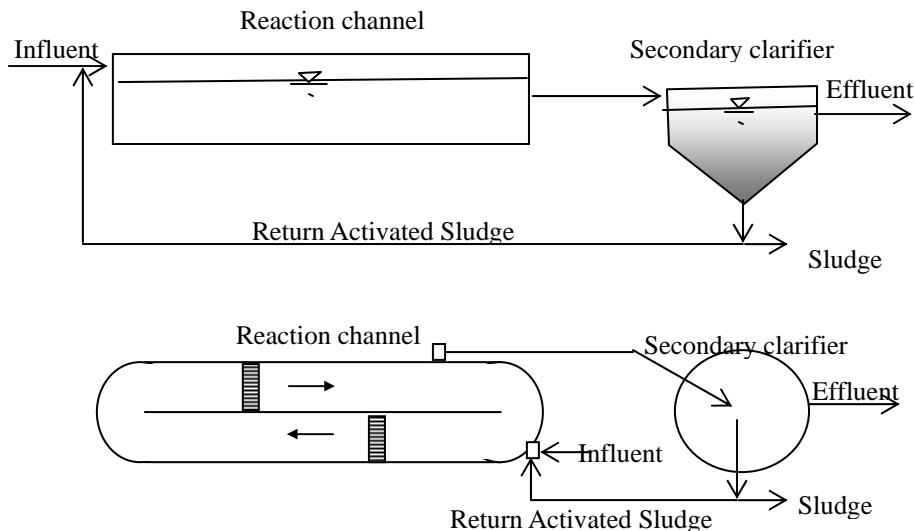 Reaction channel
Influent
Secondary clarifier
Effluent
Return Activated Sludge
Sludge
Reaction channel
Secondary clarifier
Effluent
Influent
Sludge
Return Activated Sludge